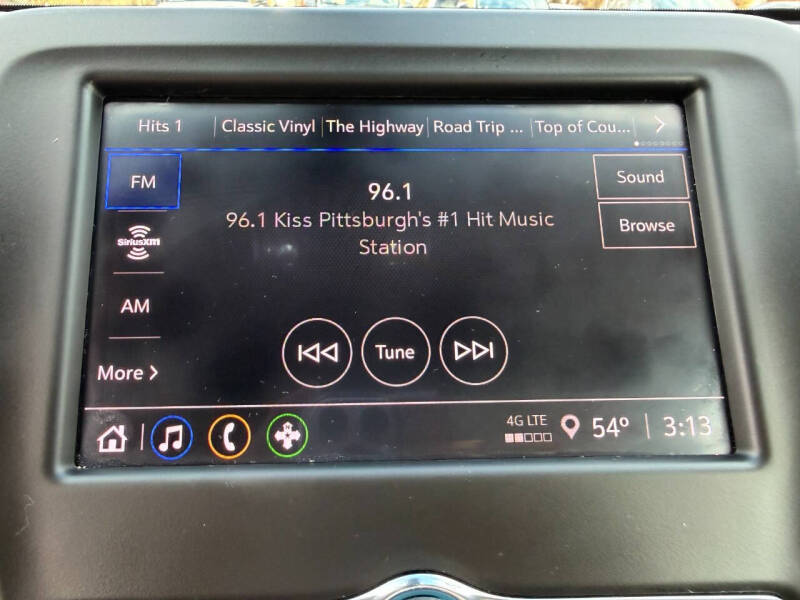 Hits 1 Classic Vinyl The Highway Road Trip ... Top of Cou...
FM
SiriusXM
AM
More >
96.1
96.1 Kiss Pittsburgh's #1 Hit Music
Station
Sound
Browse
Tune
4G LTE
54° 3:13